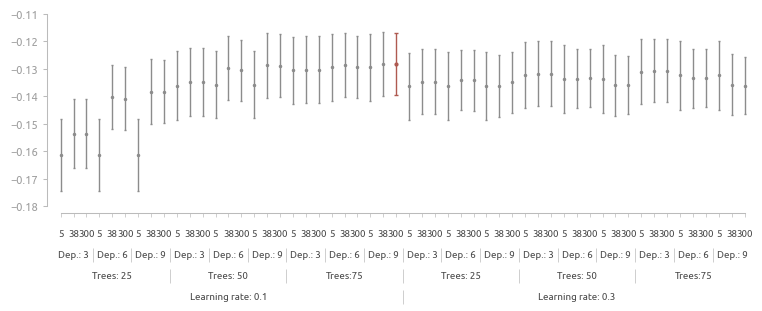 −0.11
−0.12
−0.13
−0.14
−0.15
−0.16
−0.17
−0.18
5 38300 5 38300 5 38300 5 38300 5 38300 5 38300 5 38300 5 38300 5 38300 5 38300 5 38300 5 38300 5 38300 5 38300 5 38300 5 38300 5 38300 5 38300
Dep.: 3 Dep.: 6 Dep.: 9 Dep.: 3 Dep.: 6 Dep.: 9 Dep.: 3 Dep.: 6 Dep.: 9 Dep.: 3 Dep.: 6 Dep.: 9 Dep.: 3 Dep.: 6 Dep.: 9 Dep.: 3 Dep.: 6 Dep.: 9
Trees: 25 Trees: 50 Trees:75 Trees: 25 Trees: 50 Trees:75
Learning rate: 0.1 Learning rate: 0.3